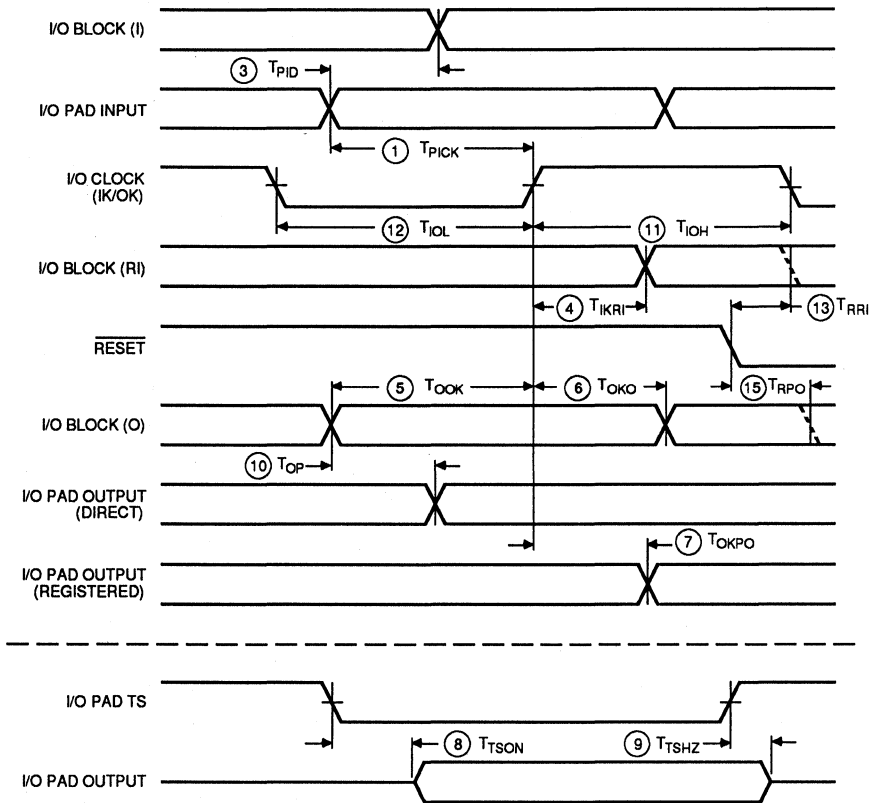 I/O BLOCK (I)
③ TPID
I/O PAD INPUT
① TPICK
I/O CLOCK
(IK/OK)
⑫ TIOL
⑪ TIOH
I/O BLOCK (RI)
④ TIKRI
⑬ TRRI
RESET
⑤ TOOK
⑥ TOKO
⑮ TRPO
I/O BLOCK (O)
⑩ TOP
I/O PAD OUTPUT
(DIRECT)
⑦ TOKPO
I/O PAD OUTPUT
(REGISTERED)
I/O PAD TS
⑧ TTSON
⑨ TTSHZ
I/O PAD OUTPUT